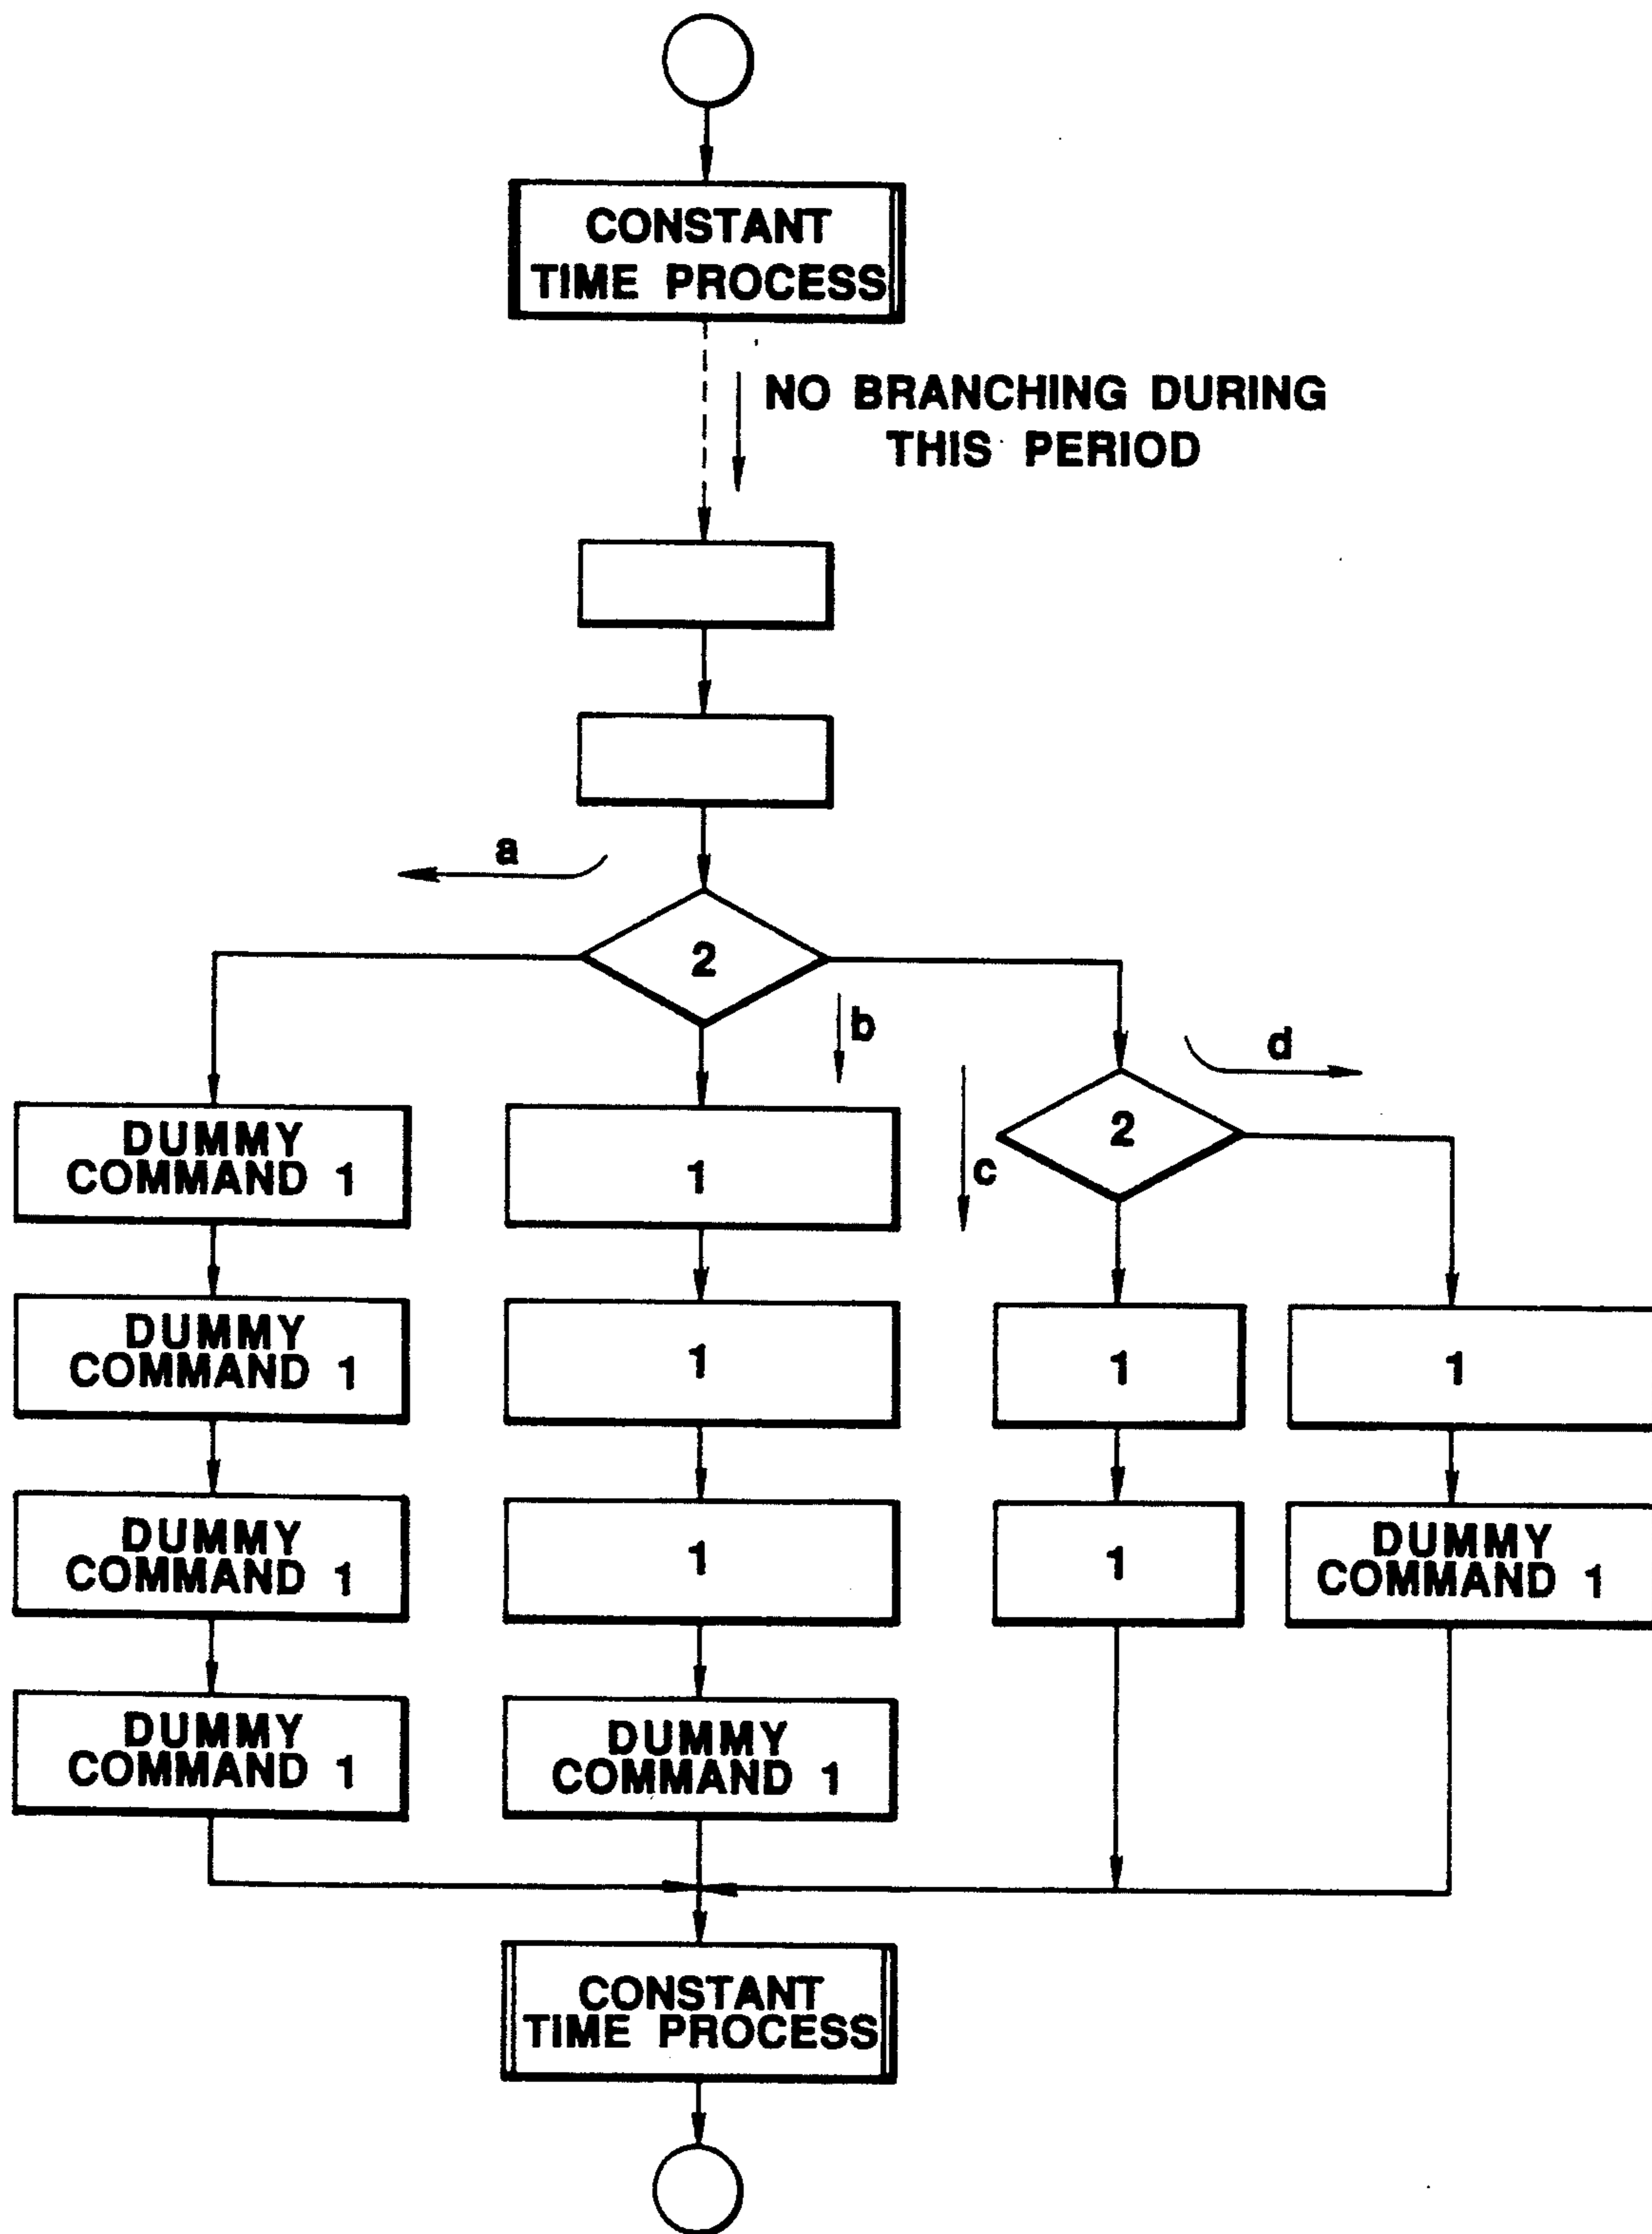 CONSTANT
TIME PROCESS
NO BRANCHING DURING
THIS PERIOD
a
2
b
d
2
c
DUMMY
COMMAND 1
1
DUMMY
COMMAND 1
1
1
1
DUMMY
COMMAND 1
1
1
DUMMY
COMMAND 1
DUMMY
COMMAND 1
DUMMY
COMMAND 1
CONSTANT
TIME PROCESS